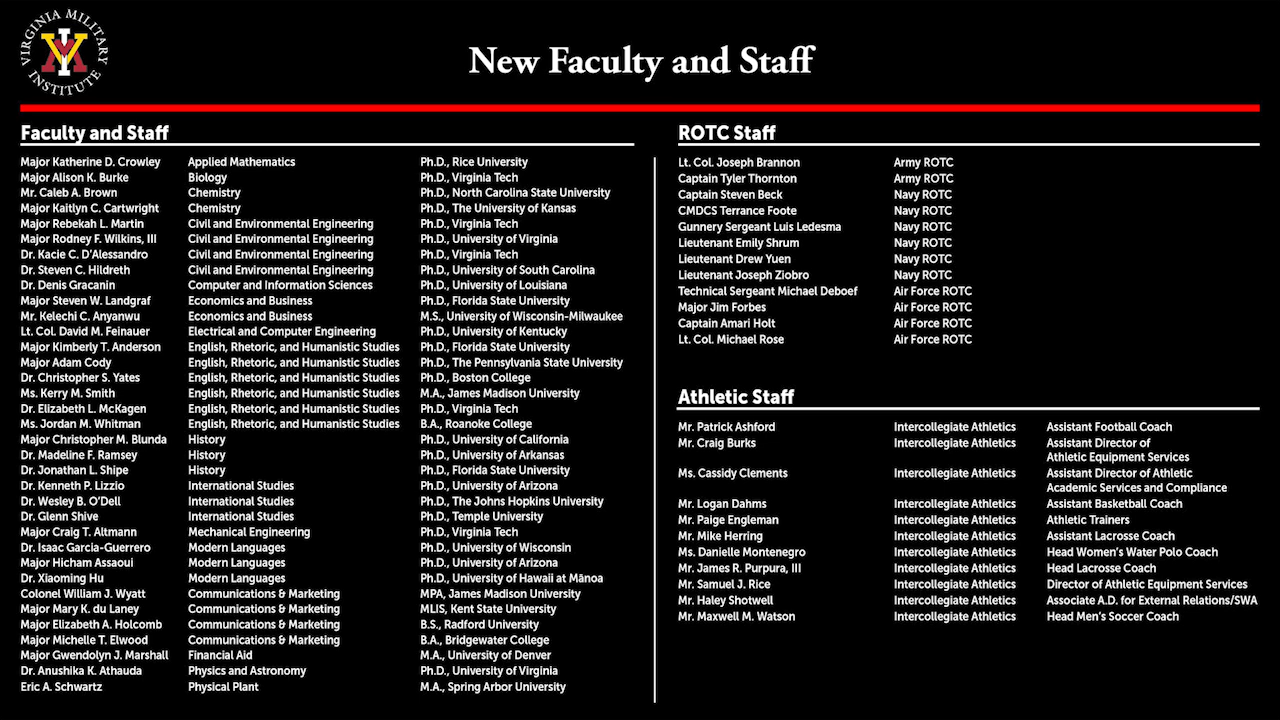 VIRGINIA MILITARY INSTITUTE
VMI
New Faculty and Staff
Faculty and Staff
Major Katherine D. Crowley Applied Mathematics Ph.D., Rice University
Major Alison K. Burke Biology Ph.D., Virginia Tech
Mr. Caleb A. Brown Chemistry Ph.D., North Carolina State University
Major Kaitlyn C. Cartwright Chemistry Ph.D., The University of Kansas
Major Rebekah L. Martin Civil and Environmental Engineering Ph.D., Virginia Tech
Major Rodney F. Wilkins, III Civil and Environmental Engineering Ph.D., University of Virginia
Dr. Kacie C. D'Alessandro Civil and Environmental Engineering Ph.D., Virginia Tech
Dr. Steven C. Hildreth Civil and Environmental Engineering Ph.D., University of South Carolina
Dr. Denis Gracanin Computer and Information Sciences Ph.D., University of Louisiana
Major Steven W. Landgraf Economics and Business Ph.D., Florida State University
Mr. Kelechi C. Anyanwu Economics and Business M.S., University of Wisconsin-Milwaukee
Lt. Col. David M. Feinauer Electrical and Computer Engineering Ph.D., University of Kentucky
Major Kimberly T. Anderson English, Rhetoric, and Humanistic Studies Ph.D., Florida State University
Major Adam Cody English, Rhetoric, and Humanistic Studies Ph.D., The Pennsylvania State University
Dr. Christopher S. Yates English, Rhetoric, and Humanistic Studies Ph.D., Boston College
Ms. Kerry M. Smith English, Rhetoric, and Humanistic Studies M.A., James Madison University
Dr. Elizabeth L. McKagen English, Rhetoric, and Humanistic Studies Ph.D., Virginia Tech
Ms. Jordan M. Whitman English, Rhetoric, and Humanistic Studies B.A., Roanoke College
Major Christopher M. Blunda History Ph.D., University of California
Dr. Madeline F. Ramsey History Ph.D., University of Arkansas
Dr. Jonathan L. Shipe History Ph.D., Florida State University
Dr. Kenneth P. Lizzio International Studies Ph.D., University of Arizona
Dr. Wesley B. O'Dell International Studies Ph.D., The Johns Hopkins University
Dr. Glenn Shive International Studies Ph.D., Temple University
Major Craig T. Altmann Mechanical Engineering Ph.D., Virginia Tech
Dr. Isaac Garcia-Guerrero Modern Languages Ph.D., University of Wisconsin
Major Hicham Assaoui Modern Languages Ph.D., University of Arizona
Dr. Xiaoming Hu Modern Languages Ph.D., University of Hawaii at Mānoa
Colonel William J. Wyatt Communications & Marketing MPA, James Madison University
Major Mary K. du Laney Communications & Marketing MLIS, Kent State University
Major Elizabeth A. Holcomb Communications & Marketing B.S., Radford University
Major Michelle T. Elwood Communications & Marketing B.A., Bridgewater College
Major Gwendolyn J. Marshall Financial Aid M.A., University of Denver
Dr. Anushika K. Athauda Physics and Astronomy Ph.D., University of Virginia
Eric A. Schwartz Physical Plant M.A., Spring Arbor University
ROTC Staff
Lt. Col. Joseph Brannon Army ROTC
Captain Tyler Thornton Army ROTC
Captain Steven Beck Navy ROTC
CMDCS Terrance Foote Navy ROTC
Gunnery Sergeant Luis Ledesma Navy ROTC
Lieutenant Emily Shrum Navy ROTC
Lieutenant Drew Yuen Navy ROTC
Lieutenant Joseph Ziobro Navy ROTC
Technical Sergeant Michael Deboef Air Force ROTC
Major Jim Forbes Air Force ROTC
Captain Amari Holt Air Force ROTC
Lt. Col. Michael Rose Air Force ROTC
Athletic Staff
Mr. Patrick Ashford Intercollegiate Athletics Assistant Football Coach
Mr. Craig Burks Intercollegiate Athletics Assistant Director of
Athletic Equipment Services
Ms. Cassidy Clements Intercollegiate Athletics Assistant Director of Athletic
Academic Services and Compliance
Mr. Logan Dahms Intercollegiate Athletics Assistant Basketball Coach
Mr. Paige Engleman Intercollegiate Athletics Athletic Trainers
Mr. Mike Herring Intercollegiate Athletics Assistant Lacrosse Coach
Ms. Danielle Montenegro Intercollegiate Athletics Head Women's Water Polo Coach
Mr. James R. Purpura, III Intercollegiate Athletics Head Lacrosse Coach
Mr. Samuel J. Rice Intercollegiate Athletics Director of Athletic Equipment Services
Mr. Haley Shotwell Intercollegiate Athletics Associate A.D. for External Relations/SWA
Mr. Maxwell M. Watson Intercollegiate Athletics Head Men's Soccer Coach